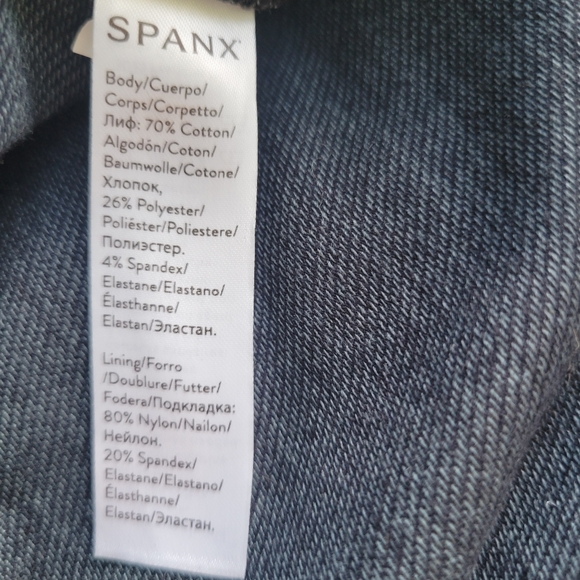 SPANX
Body/Cuerpo/
Corps/Corpetto/
Лиф: 70% Cotton/
Algodón/Coton/
Baumwolle/Cotone/
Хлопок,
26% Polyester/
Poliéster/Poliestere/
Полиэстер.
4% Spandex/
Elastane/Elastano/
Élasthanne/
Elastan/Эластан.
Lining/Forro
/Doublure/Futter/
Fodera/Подкладка:
80% Nylon/Nailon/
Нейлон.
20% Spandex/
Elastane/Elastano/
Élasthanne/
Elastan/Эластан.